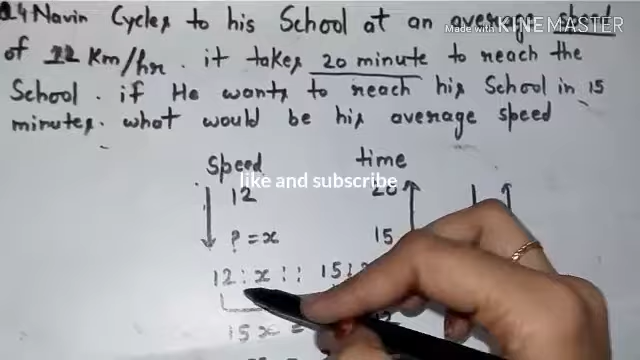 Q.4 Navin Cycles to his School at an average speed
Made with KINEMASTER
of 12 Km/hr. it takes 20 minute to reach the
School. if He wants to reach his School in 15
minutes. what would be his average speed
speed time
like and subscribe
12 20
? = x 15
12 : x :: 15 :
15 x =